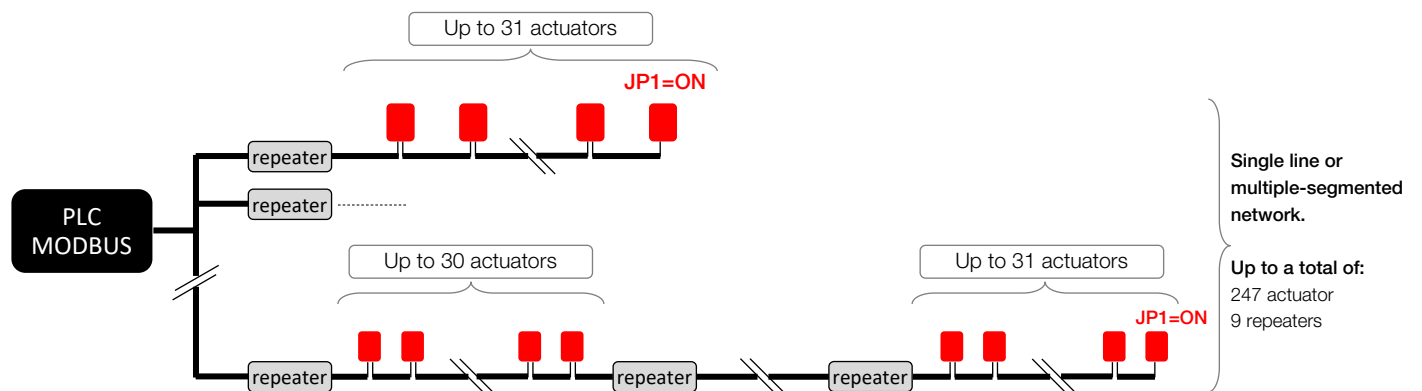 Up to 31 actuators
JP1=ON
repeater
repeater
PLC
MODBUS
Single line or
multiple-segmented
network.
Up to a total of:
247 actuator
9 repeaters
Up to 30 actuators
Up to 31 actuators
JP1=ON
repeater
repeater
repeater